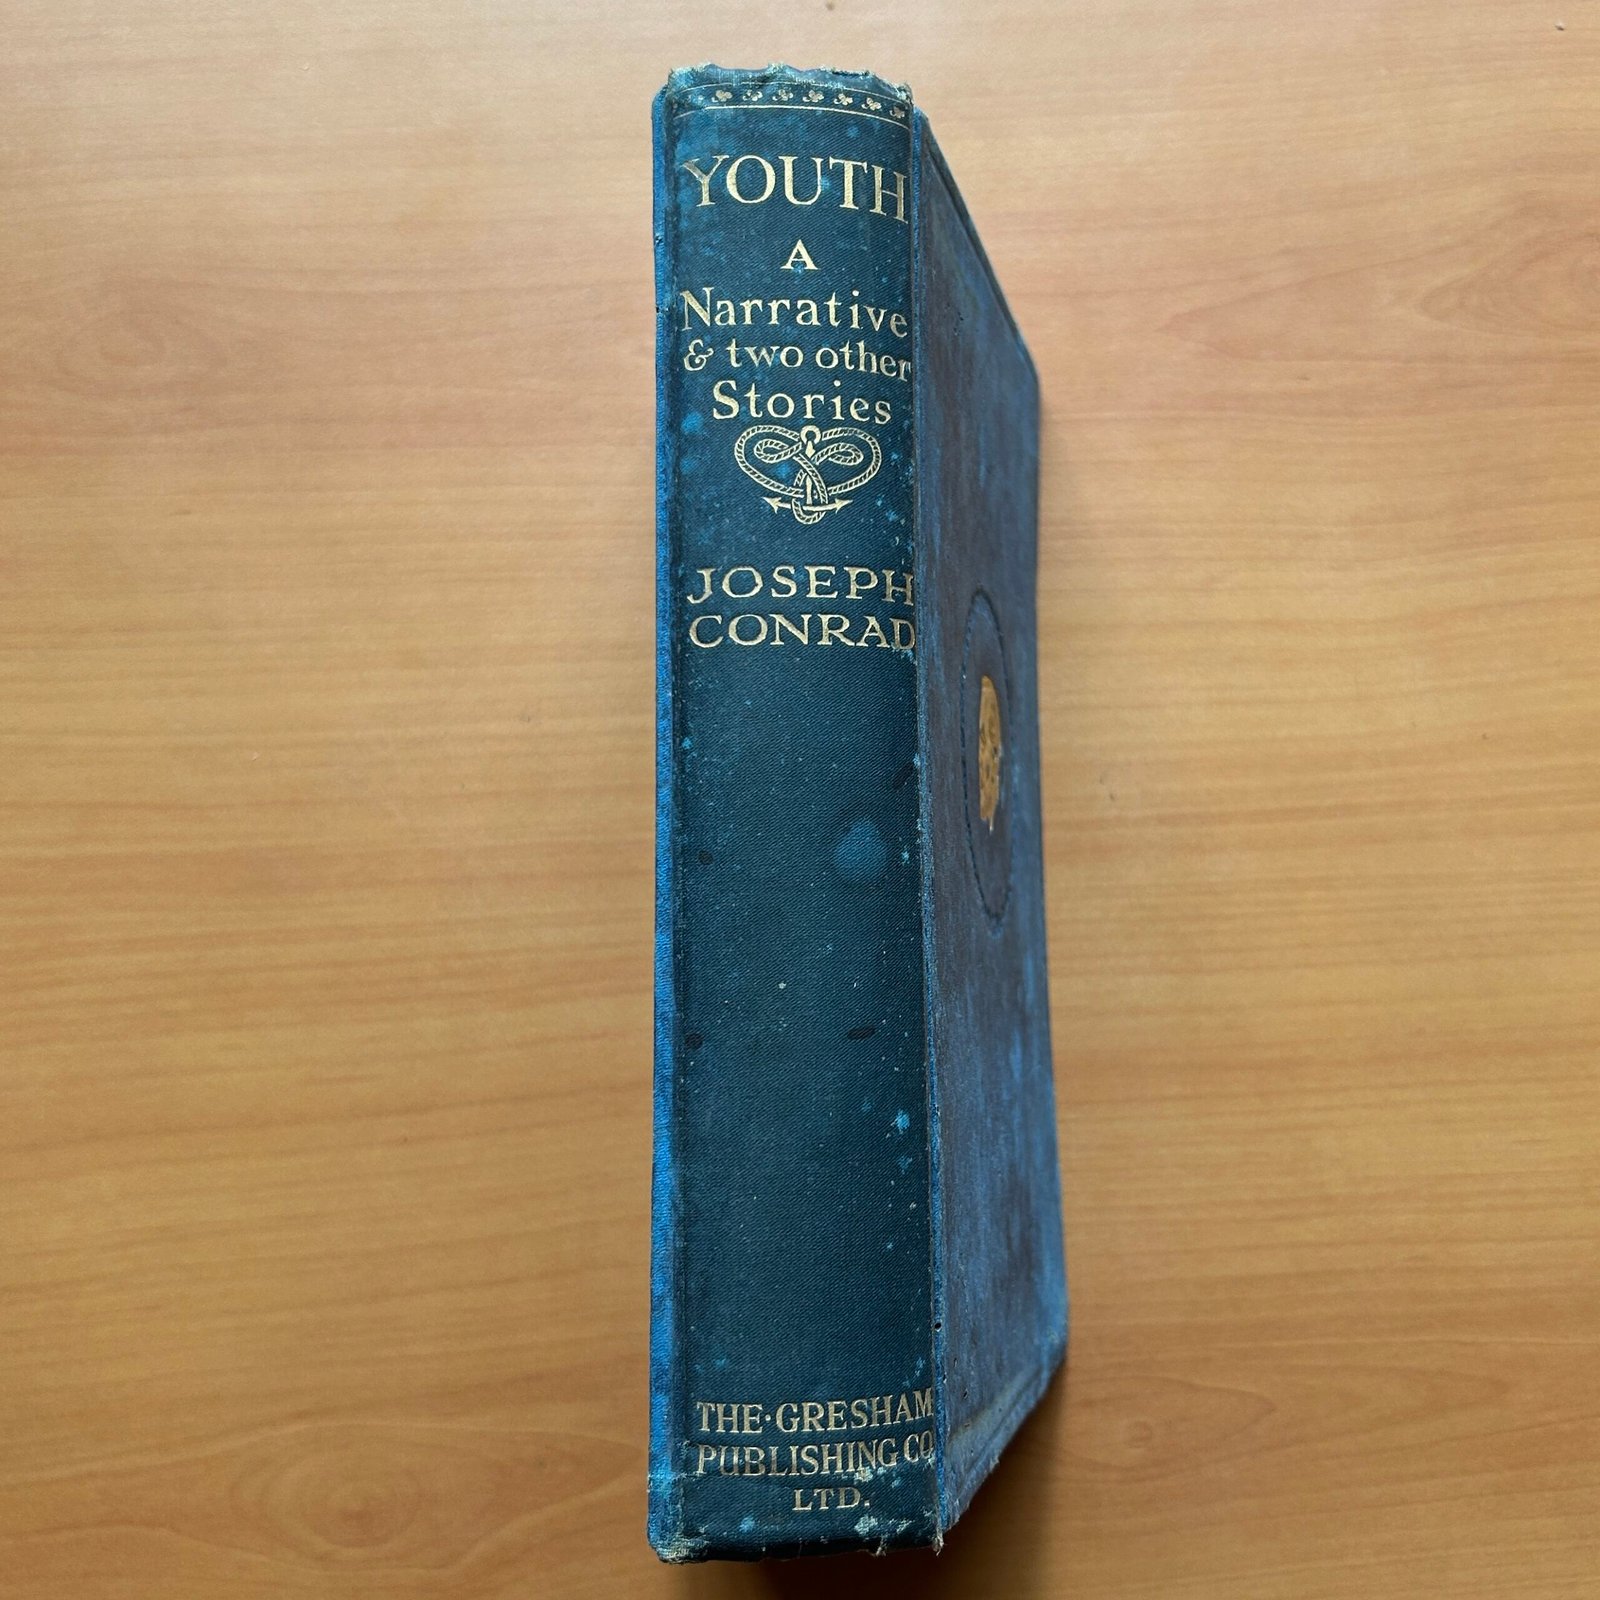 YOUTH
A
Narrative
& two other
Stories
JOSEPH
CONRAD
THE·GRESHAM
PUBLISHING CO
LTD.